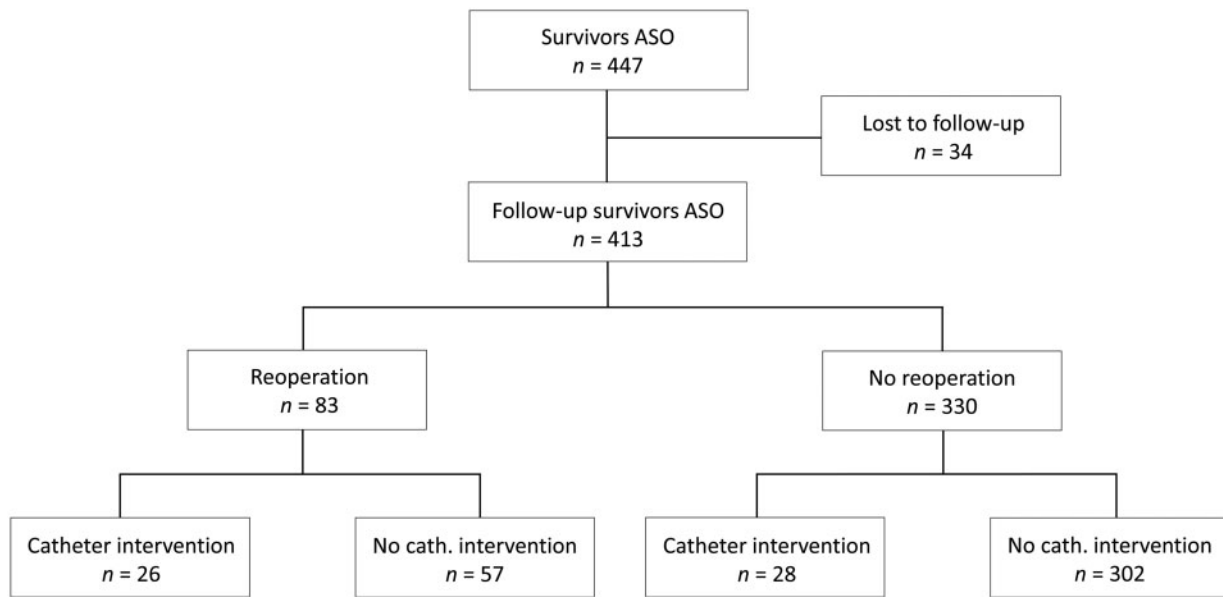 Survivors ASO
n = 447
Lost to follow-up
n = 34
Follow-up survivors ASO
n = 413
Reoperation
n = 83
No reoperation
n = 330
Catheter intervention
n = 26
No cath. intervention
n = 57
Catheter intervention
n = 28
No cath. intervention
n = 302